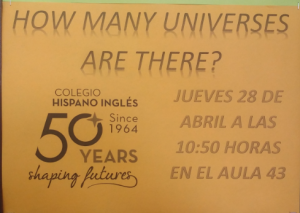 HOW MANY UNIVERSES
ARE THERE?
COLEGIO
HISPANO INGLÉS
50 Since
1964
YEARS
shaping futures
JUEVES 28 DE
ABRIL A LAS
10:50 HORAS
EN EL AULA 43